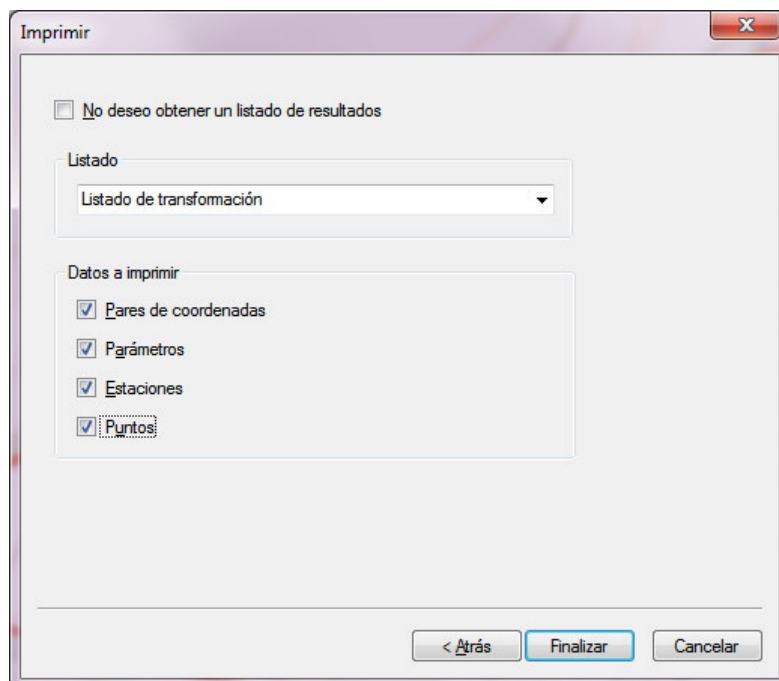 Imprimir
No deseo obtener un listado de resultados
Listado
Listado de transformación
Datos a imprimir
Pares de coordenadas
Parámetros
Estaciones
Puntos
< Atrás
Finalizar
Cancelar